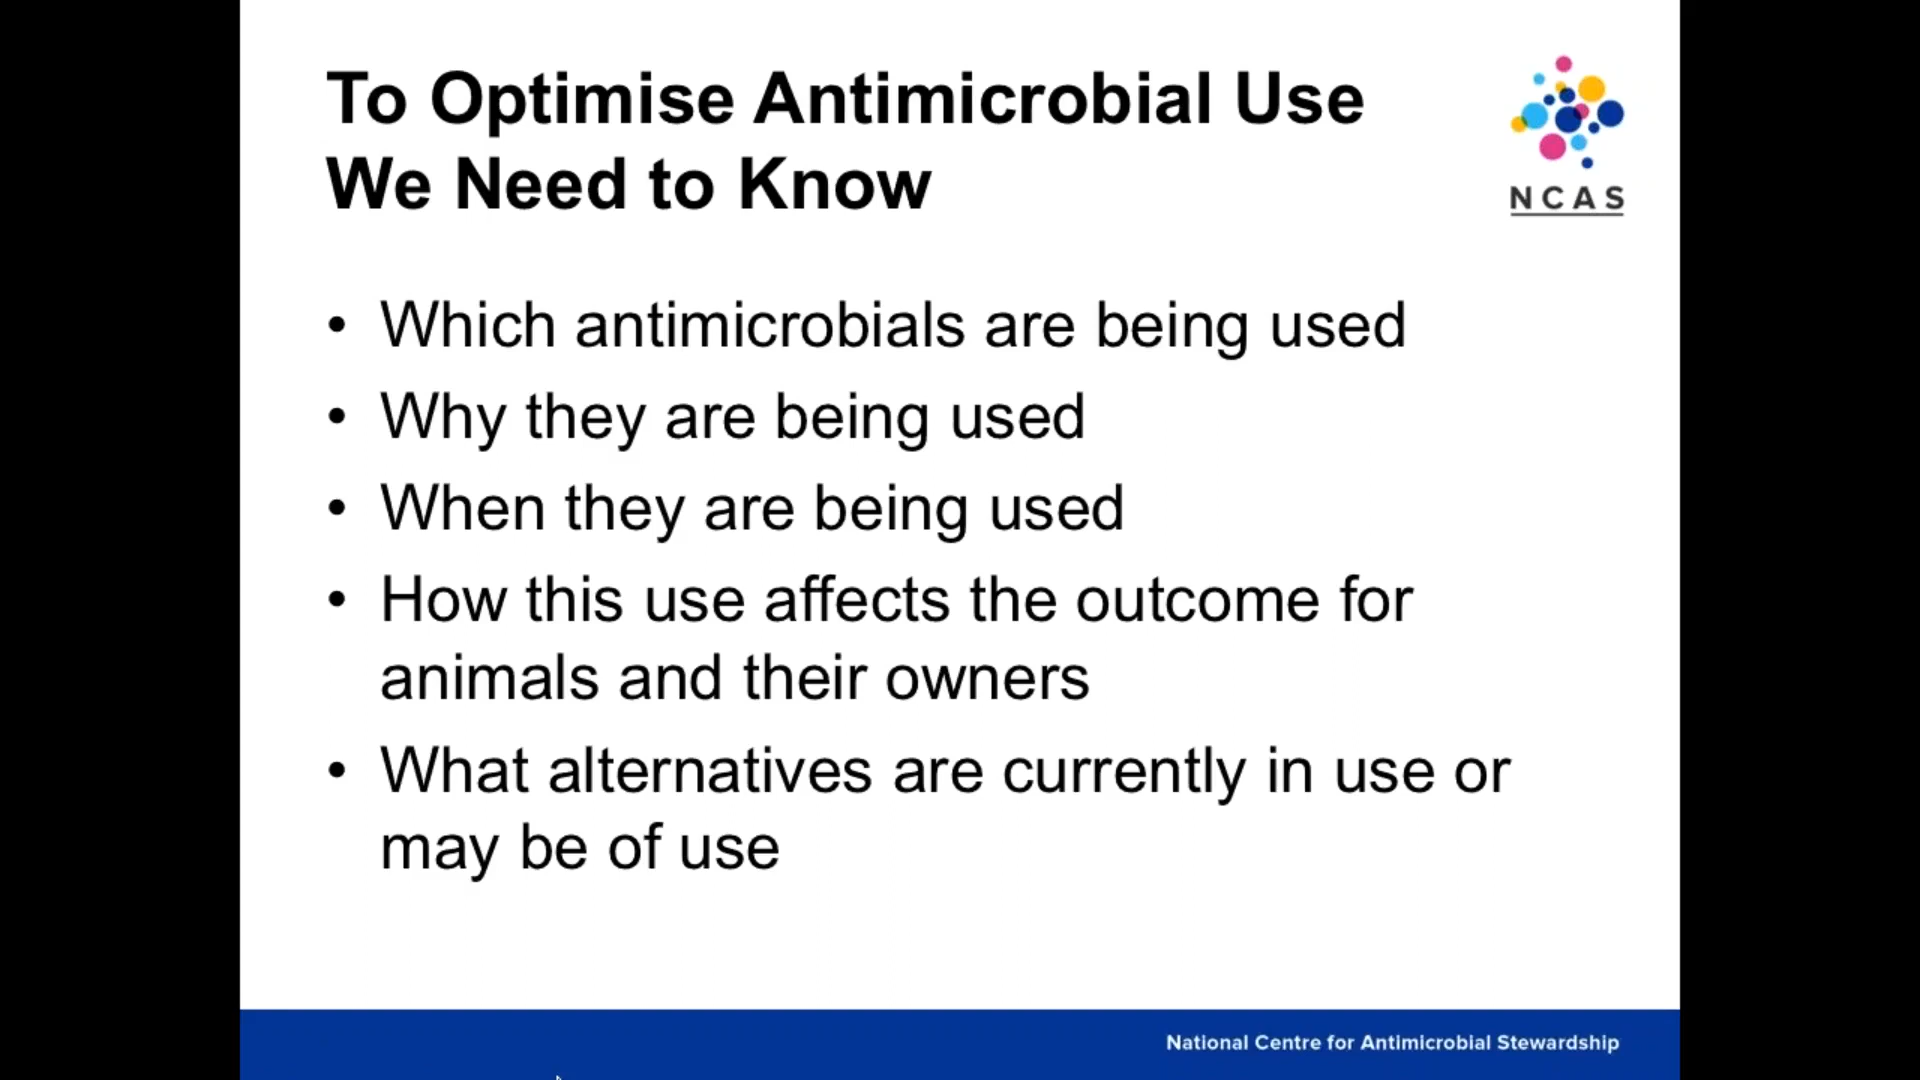 To Optimise Antimicrobial Use
We Need to Know
NCAS
• Which antimicrobials are being used
• Why they are being used
• When they are being used
• How this use affects the outcome for
animals and their owners
• What alternatives are currently in use or
may be of use
National Centre for Antimicrobial Stewardship